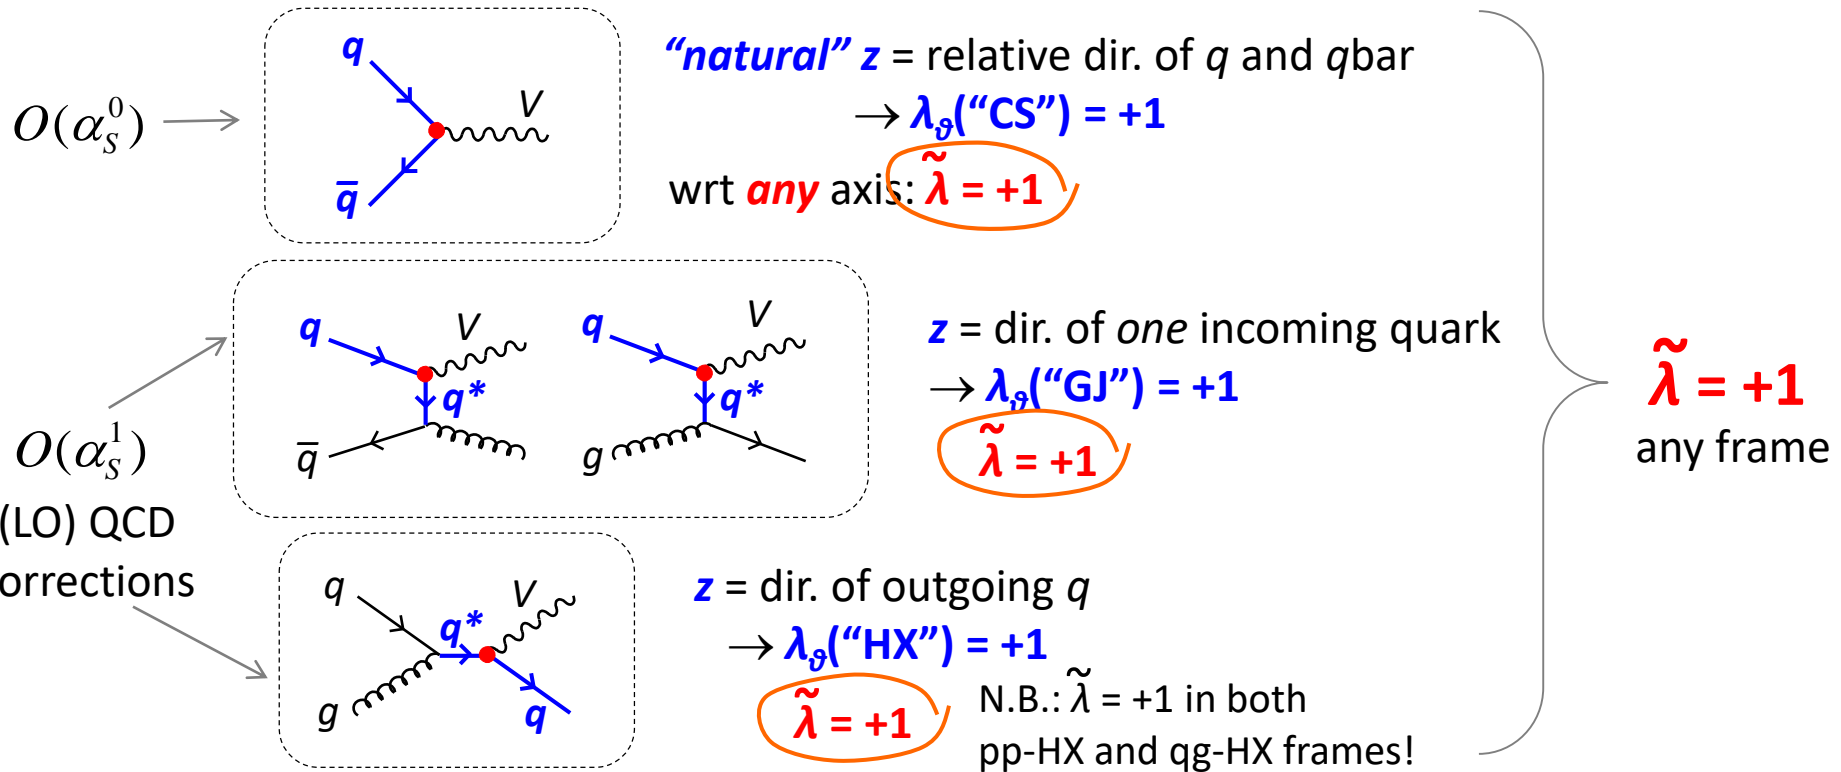 O(α_S^0)
q
V
q̅
“natural” z = relative dir. of q and qbar
→ λ_ϑ(“CS”) = +1
wrt any axis: λ̃ = +1
O(α_S^1)
(LO) QCD
orrections
q
V
q*
q̅
q
V
q*
g
z = dir. of one incoming quark
→ λ_ϑ(“GJ”) = +1
λ̃ = +1
q
V
q*
g
q
z = dir. of outgoing q
→ λ_ϑ(“HX”) = +1
λ̃ = +1
N.B.: λ̃ = +1 in both
pp-HX and qg-HX frames!
λ̃ = +1
any frame